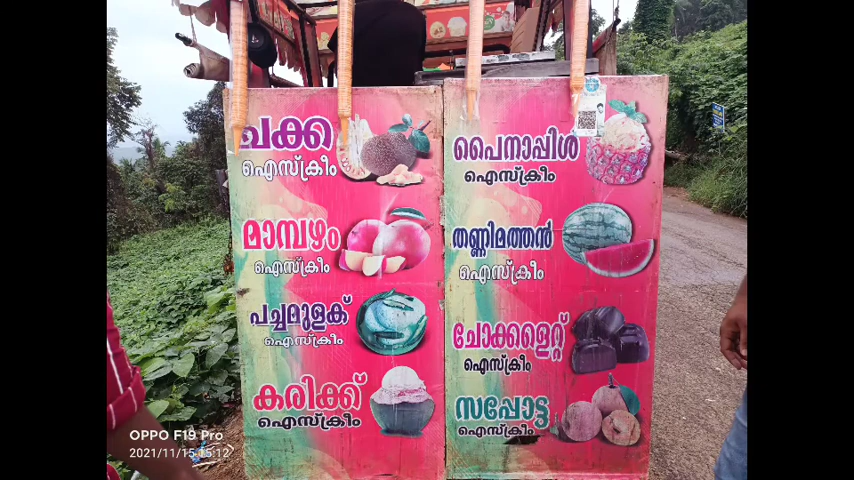 ചക്ക
ഐസ്ക്രീം
മാമ്പഴം
ഐസ്ക്രീം
പച്ചമുളക്
ഐസ്ക്രീം
കരിക്ക്
ഐസ്ക്രീം
പൈനാപ്പിൾ
ഐസ്ക്രീം
തണ്ണിമത്തൻ
ഐസ്ക്രീം
ചോക്കളെറ്റ്
ഐസ്ക്രീം
സപ്പോട്ട
ഐസ്ക്രീം
OPPO F19 Pro
2021/11/15 15:12